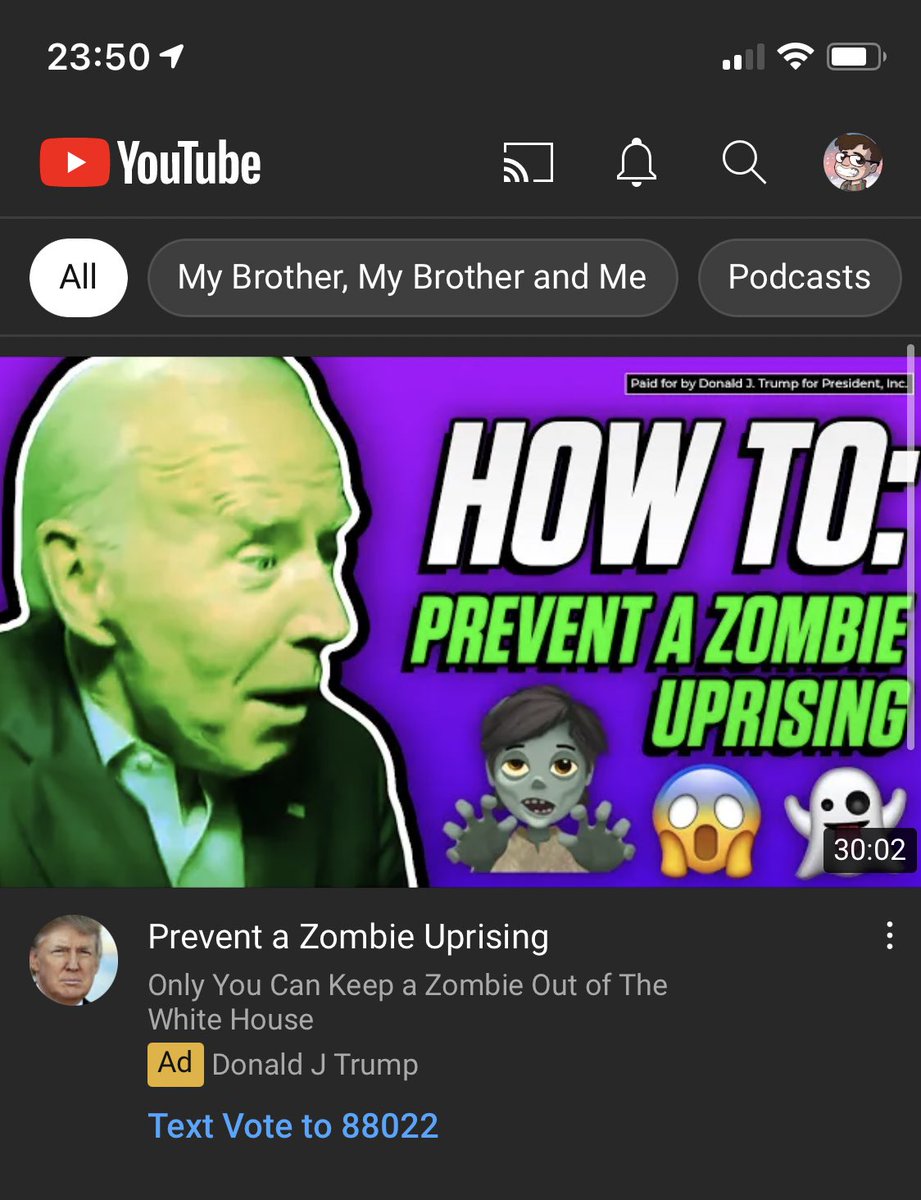 23:50
YouTube
All
My Brother, My Brother and Me
Podcasts
Paid for by Donald J. Trump for President, Inc.
HOW TO:
PREVENT A ZOMBIE
UPRISING
30:02
Prevent a Zombie Uprising
Only You Can Keep a Zombie Out of The
White House
Ad Donald J Trump
Text Vote to 88022